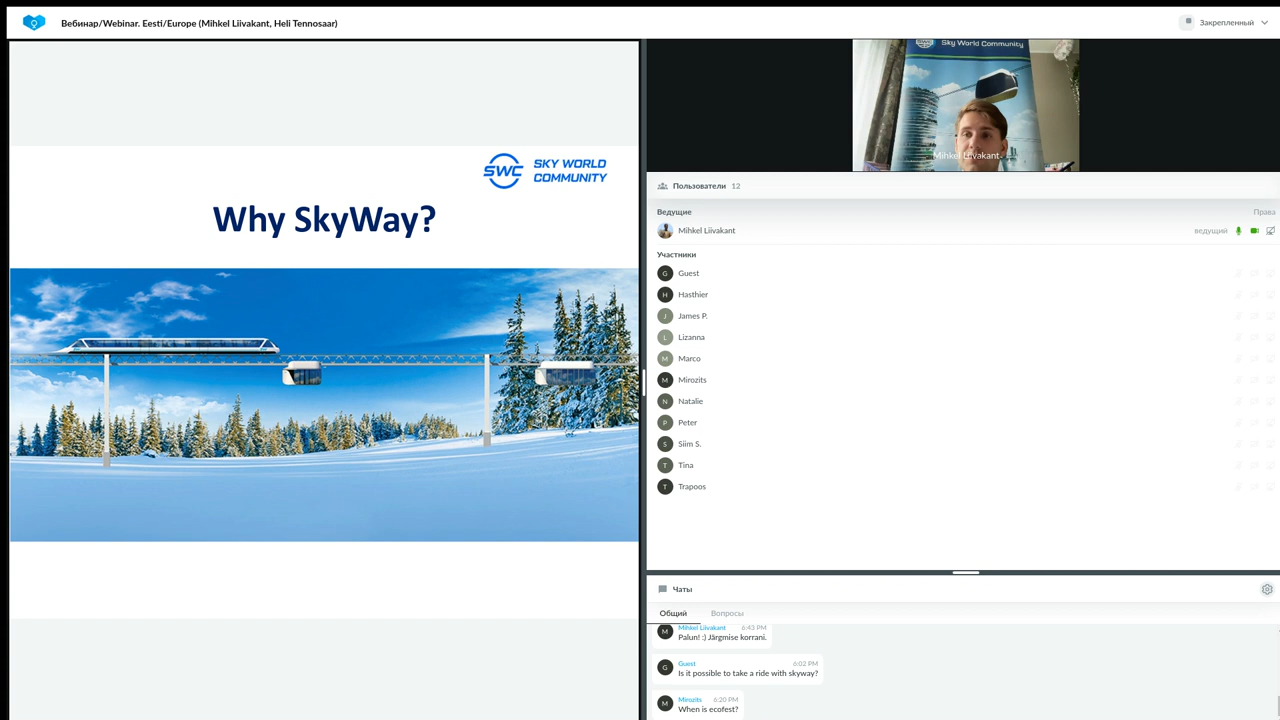 Вебинар/Webinar. Eesti/Europe (Mihkel Liivakant, Heli Tennosaar)
Закрепленный
SWC SKY WORLD
COMMUNITY
Why SkyWay?
Sky World Community
Mihkel Liivakant
Пользователи 12
Ведущие Права
Mihkel Liivakant ведущий
Участники
G Guest
H Hasthier
J James P.
L Lizanna
M Marco
M Mirozits
N Natalie
P Peter
S Siim S.
T Tina
T Trapoos
Чаты
Общий Вопросы
M Mihkel Liivakant 6:43 PM
Palun! :) Järgmise korrani.
G Guest 6:02 PM
Is it possible to take a ride with skyway?
M Mirozits 6:20 PM
When is ecofest?